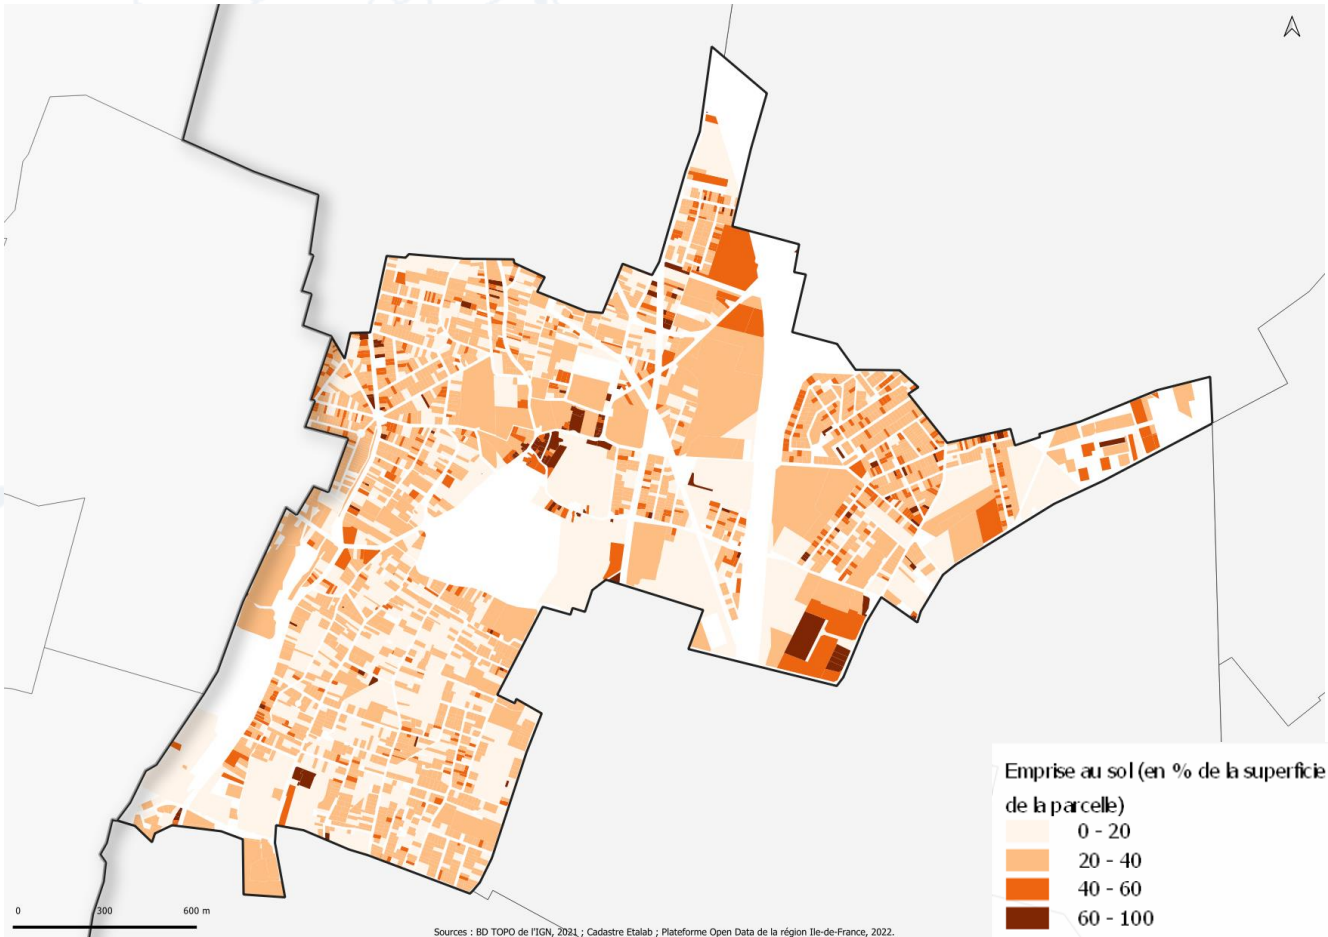 Emprise au sol (en % de la superficie
de la parcelle)
0 - 20
20 - 40
40 - 60
60 - 100
0 300 600 m
Sources : BD TOPO de l'IGN, 2021 ; Cadastre Etalab ; Plateforme Open Data de la région Ile-de-France, 2022.